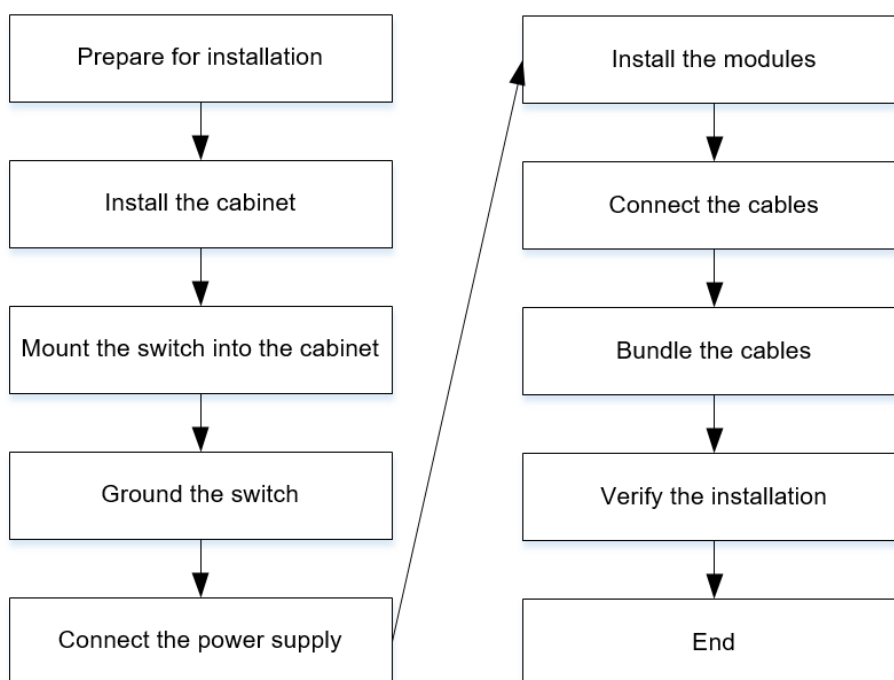 Prepare for installation
Install the cabinet
Mount the switch into the cabinet
Ground the switch
Connect the power supply
Install the modules
Connect the cables
Bundle the cables
Verify the installation
End